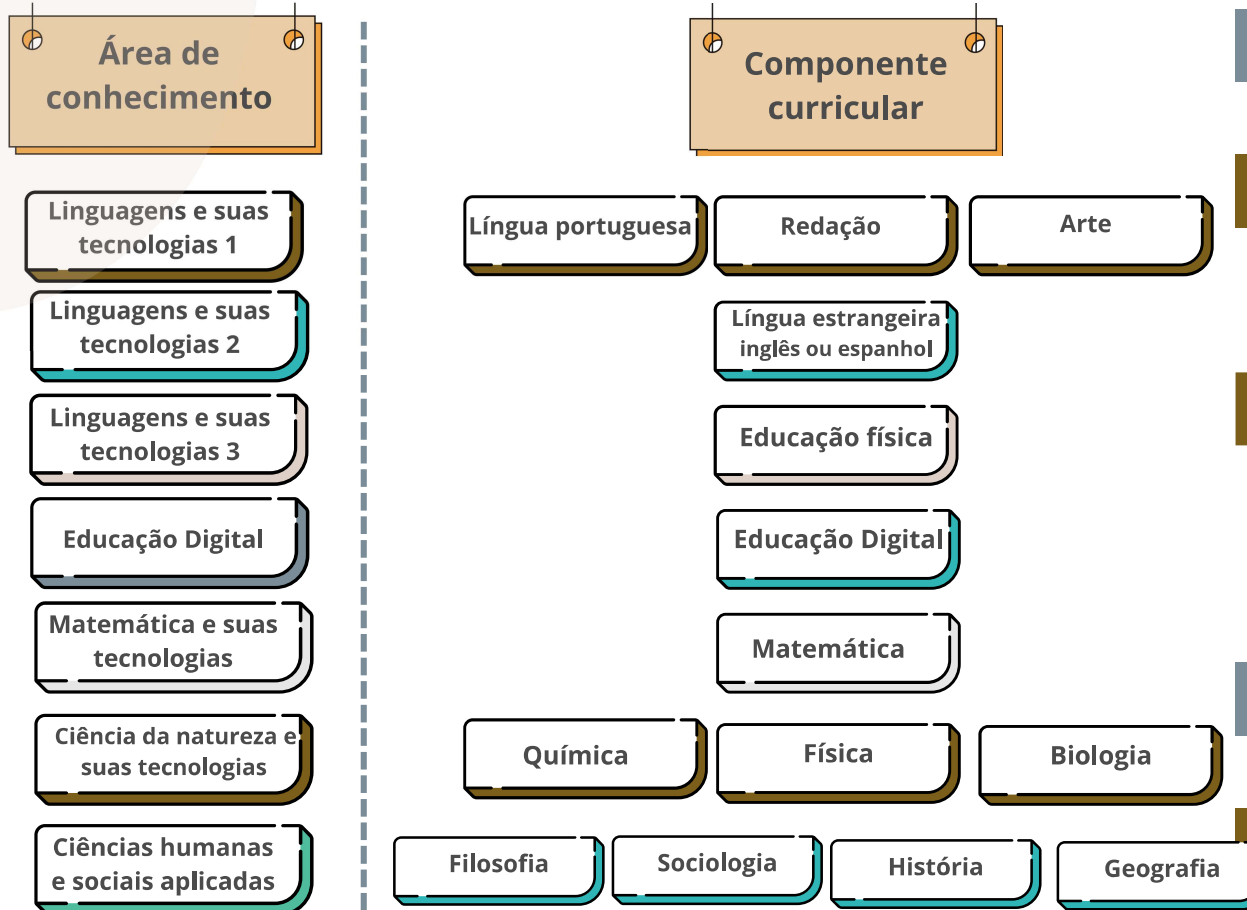 Área de
conhecimento
Componente
curricular
Linguagens e suas
tecnologias 1
Língua portuguesa
Redação
Arte
Linguagens e suas
tecnologias 2
Língua estrangeira
inglês ou espanhol
Linguagens e suas
tecnologias 3
Educação física
Educação Digital
Educação Digital
Matemática e suas
tecnologias
Matemática
Ciência da natureza e
suas tecnologias
Química
Física
Biologia
Ciências humanas
e sociais aplicadas
Filosofia
Sociologia
História
Geografia